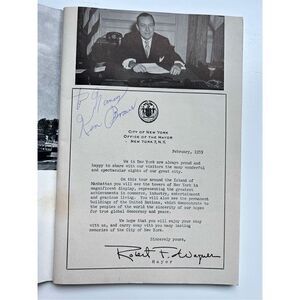 To Nancy
Ken Brown
CITY OF NEW YORK
OFFICE OF THE MAYOR
NEW YORK 7, N.Y.
February, 1959
We in New York are always proud and
happy to share with our visitors the many wonderful and
spectacular sights of our great city.
On this tour around the Island of
Manhattan you will see the towers of New York in
magnificent display, representing the greatest
achievements in commerce, industry, entertainment
and gracious living. You will also see the permanent
buildings of the United Nations, which demonstrate to
the peoples of the world the sincerity of our hopes
for true global democracy and peace.
We hope that you will enjoy your stay
with us, and carry away with you many lasting
memories of the City of New York.
Sincerely yours,
Robert F. Wagner
Mayor